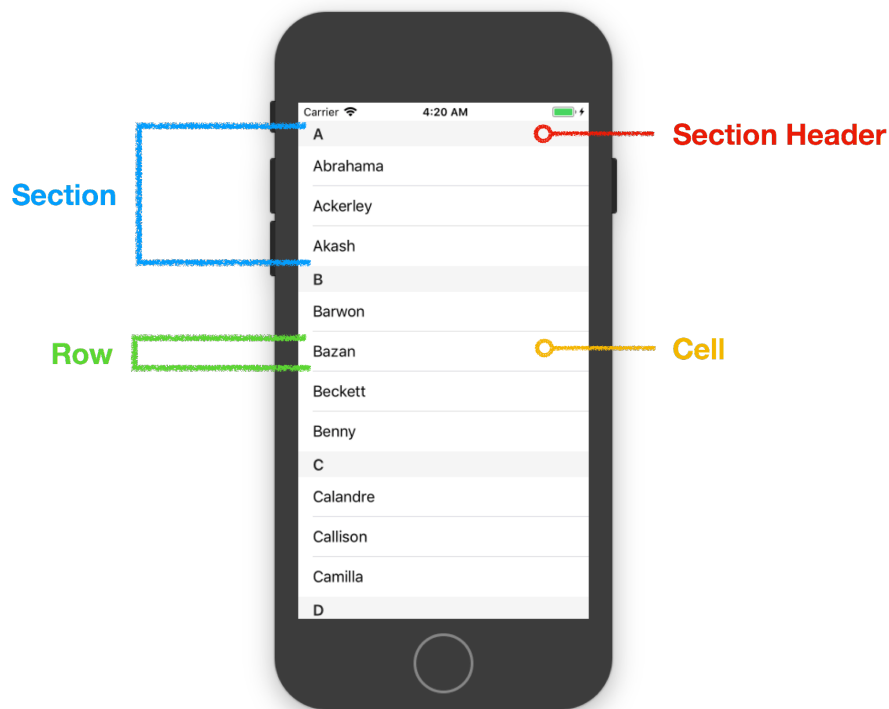 Carrier 4:20 AM
A
Section Header
Abrahama
Section
Ackerley
Akash
B
Barwon
Row
Bazan
Cell
Beckett
Benny
C
Calandre
Callison
Camilla
D